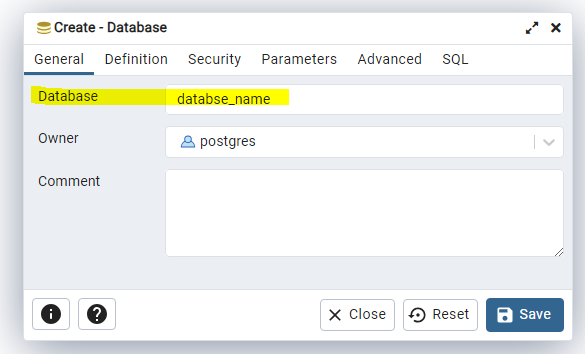 Create - Database
General Definition Security Parameters Advanced SQL
Database databse_name
Owner postgres
Comment
Close Reset Save